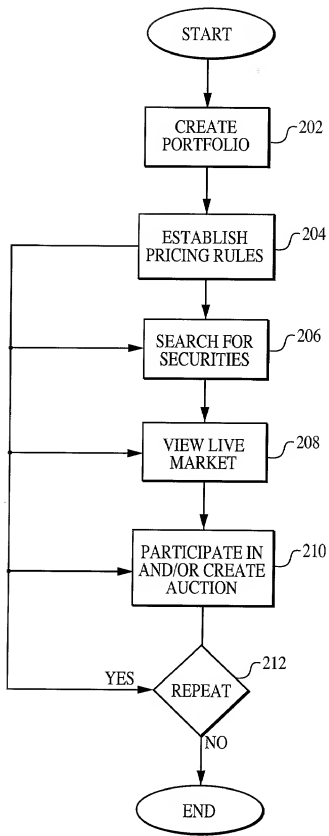 START
CREATE
PORTFOLIO
202
ESTABLISH
PRICING RULES
204
SEARCH FOR
SECURITIES
206
VIEW LIVE
MARKET
208
PARTICIPATE IN
AND/OR CREATE
AUCTION
210
212
YES
REPEAT
NO
END